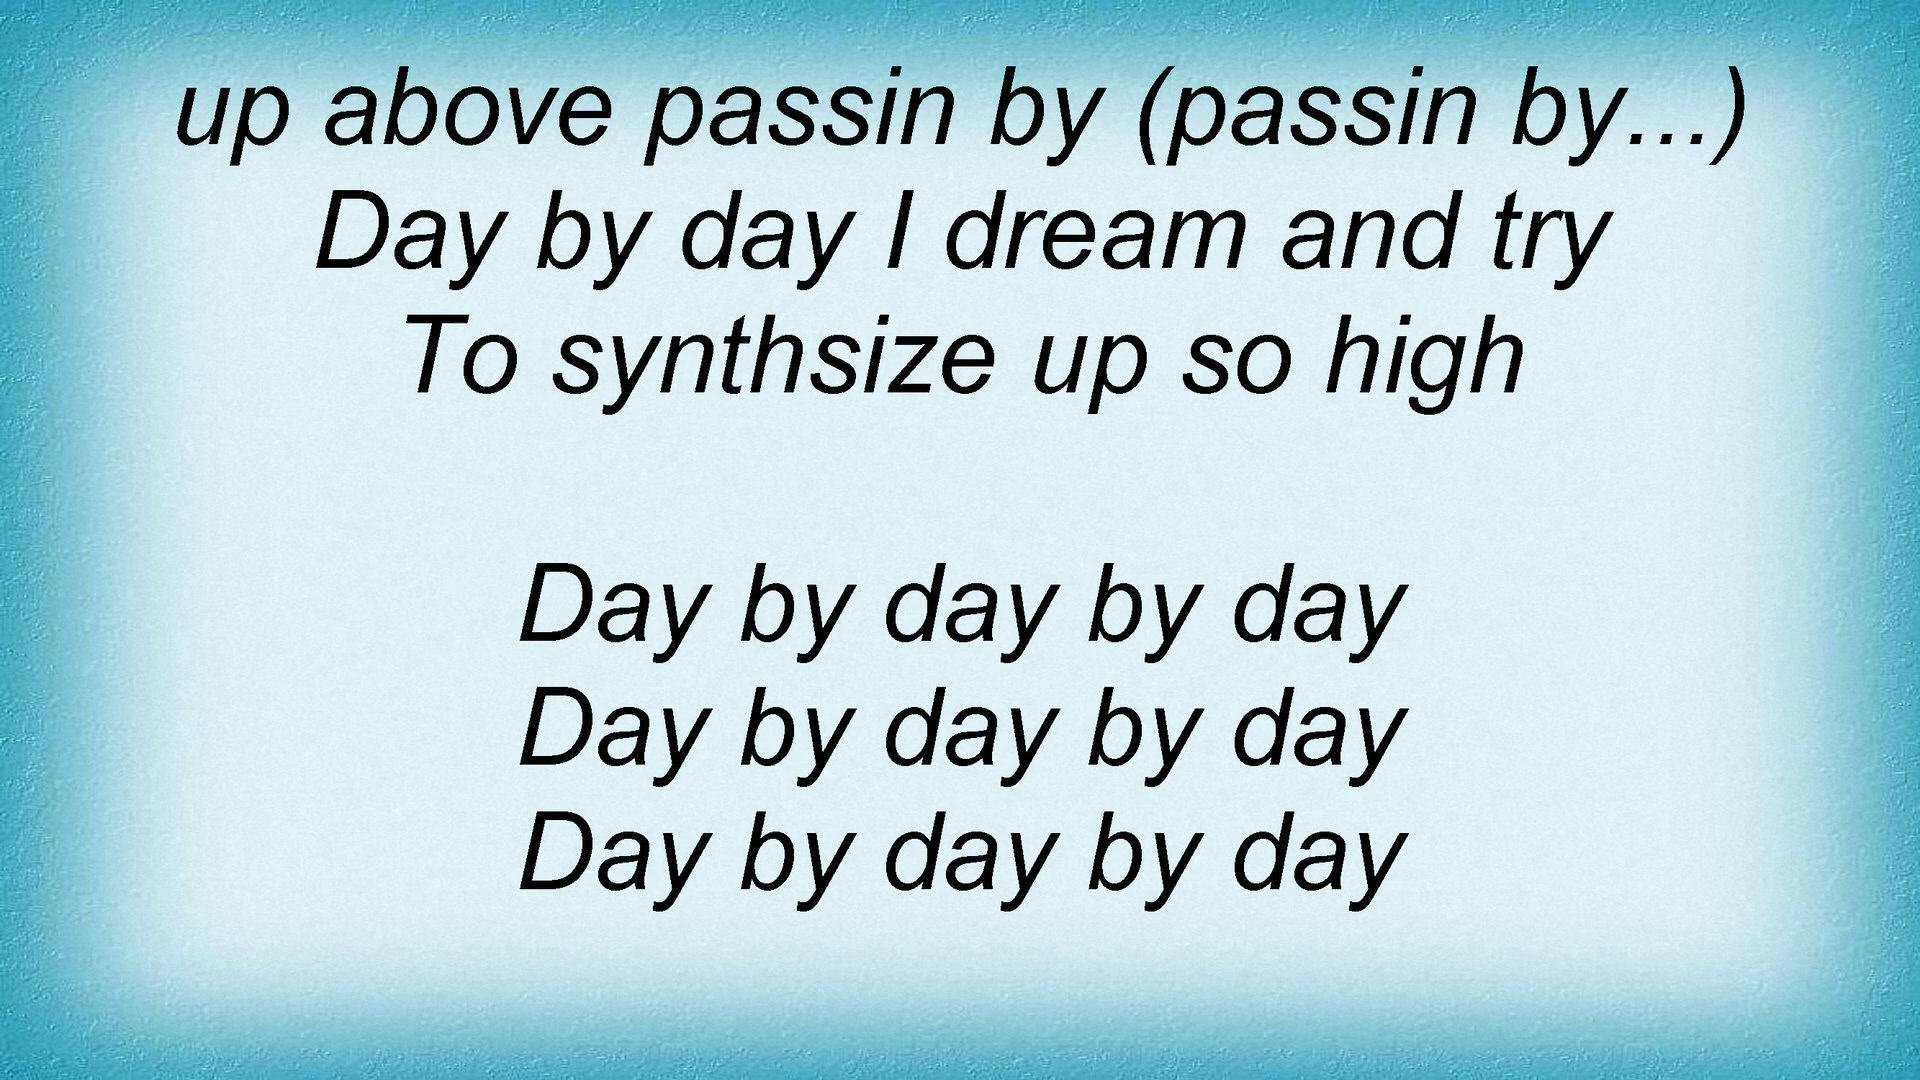 up above passin by (passin by...)
Day by day I dream and try
To synthsize up so high
Day by day by day
Day by day by day
Day by day by day